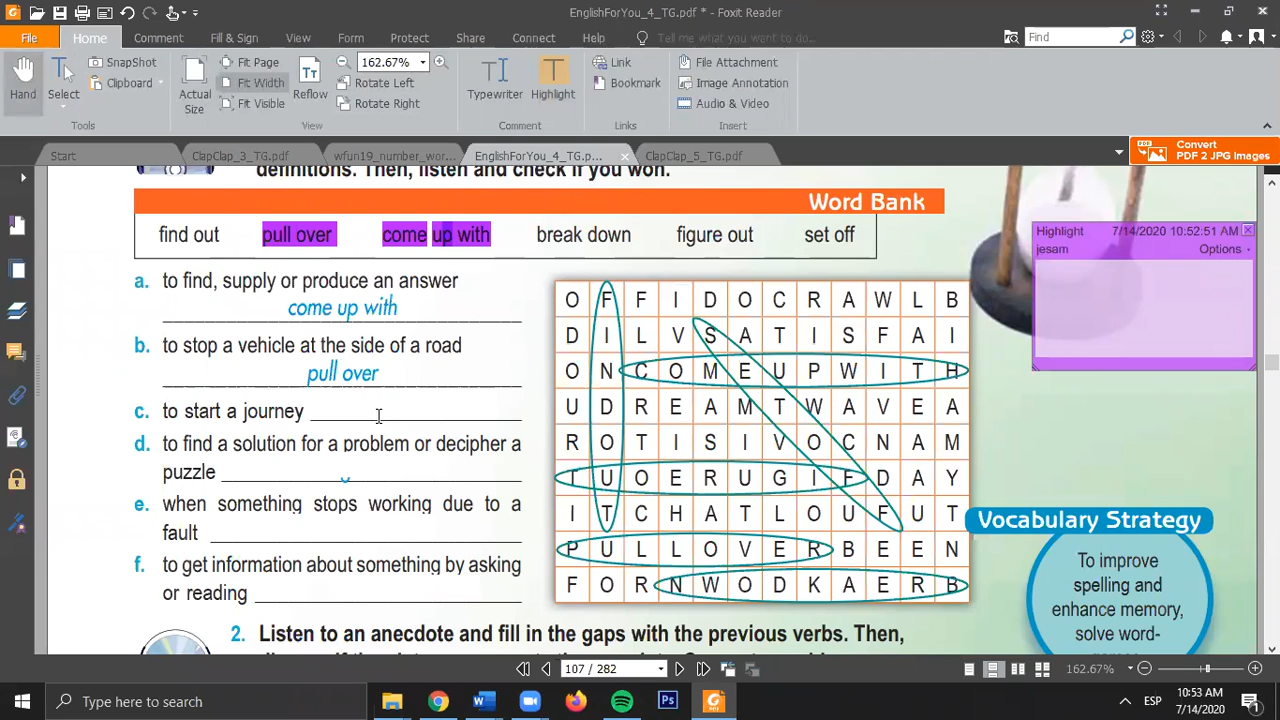 EnglishForYou_4_TG.pdf * - Foxit Reader
File Home Comment Fill & Sign View Form Protect Share Connect Help Tell me what you want to do... Find
Hand
Select
SnapShot
Clipboard
Actual Size
Fit Page
Fit Width
Fit Visible
Reflow
162.67%
Rotate Left
Rotate Right
Typewriter
Highlight
Link
Bookmark
File Attachment
Image Annotation
Audio & Video
Tools View Comment Links Insert
Start ClapClap_3_TG.pdf wfun19_number_wor... EnglishForYou_4_TG.p... ClapClap_5_TG.pdf
Convert
PDF 2 JPG Images
definitions. Then, listen and check if you won.
Word Bank
find out pull over come up with break down figure out set off
a. to find, supply or produce an answer
come up with
b. to stop a vehicle at the side of a road
pull over
c. to start a journey
d. to find a solution for a problem or decipher a
puzzle
e. when something stops working due to a
fault
f. to get information about something by asking
or reading
O F F I D O C R A W L B
D I L V S A T I S F A I
O N C O M E U P W I T H
U D R E A M T W A V E A
R O T I S I V O C N A M
T U O E R U G I F D A Y
I T C H A T L O U F U T
P U L L O V E R B E E N
F O R N W O D K A E R B
Highlight 7/14/2020 10:52:51 AM
jesam Options
Vocabulary Strategy
To improve
spelling and
enhance memory,
solve word-
2. Listen to an anecdote and fill in the gaps with the previous verbs. Then,
107 / 282
162.67%
Type here to search
ESP
10:53 AM
7/14/2020